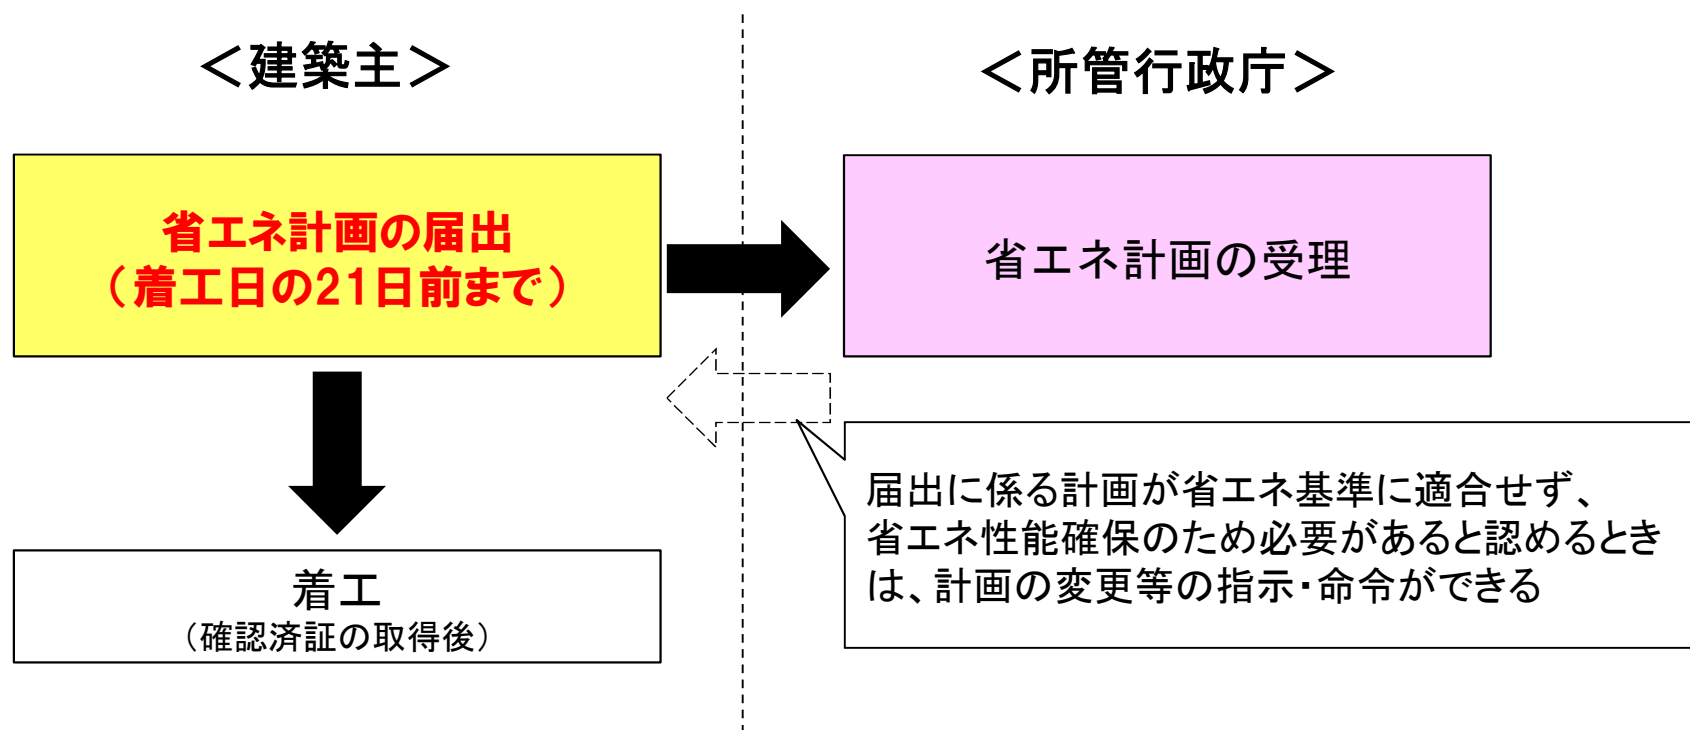 ＜建築主＞
＜所管行政庁＞
省エネ計画の届出
（着工日の21日前まで）
省エネ計画の受理
届出に係る計画が省エネ基準に適合せず、
省エネ性能確保のため必要があると認めるとき
は、計画の変更等の指示・命令ができる
着工
（確認済証の取得後）